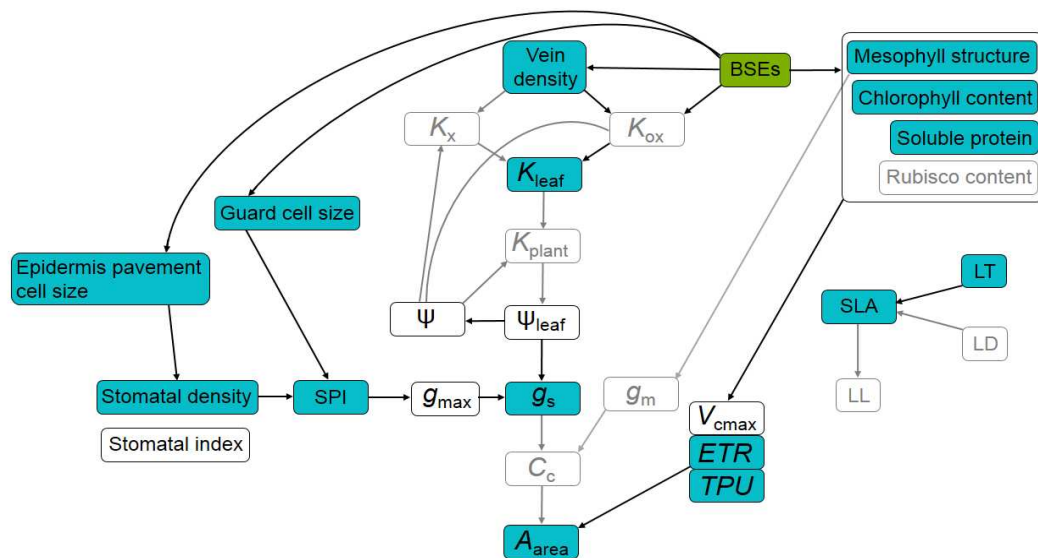 Vein
density
BSEs
Mesophyll structure
Chlorophyll content
Soluble protein
Rubisco content
Kx
Kox
Kleaf
Guard cell size
Kplant
Epidermis pavement
cell size
LT
SLA
LD
LL
Ψ
Ψleaf
Stomatal density
SPI
gmax
gs
gm
Vcmax
ETR
TPU
Stomatal index
Cc
Aarea